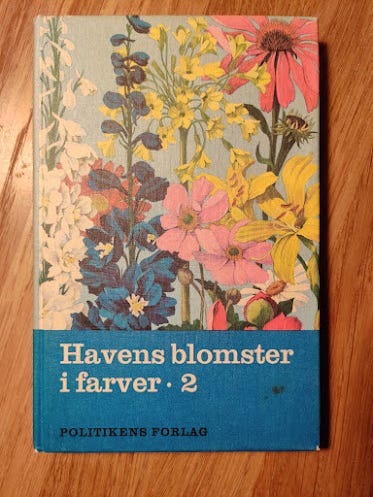 Havens blomster
i farver · 2
POLITIKENS FORLAG